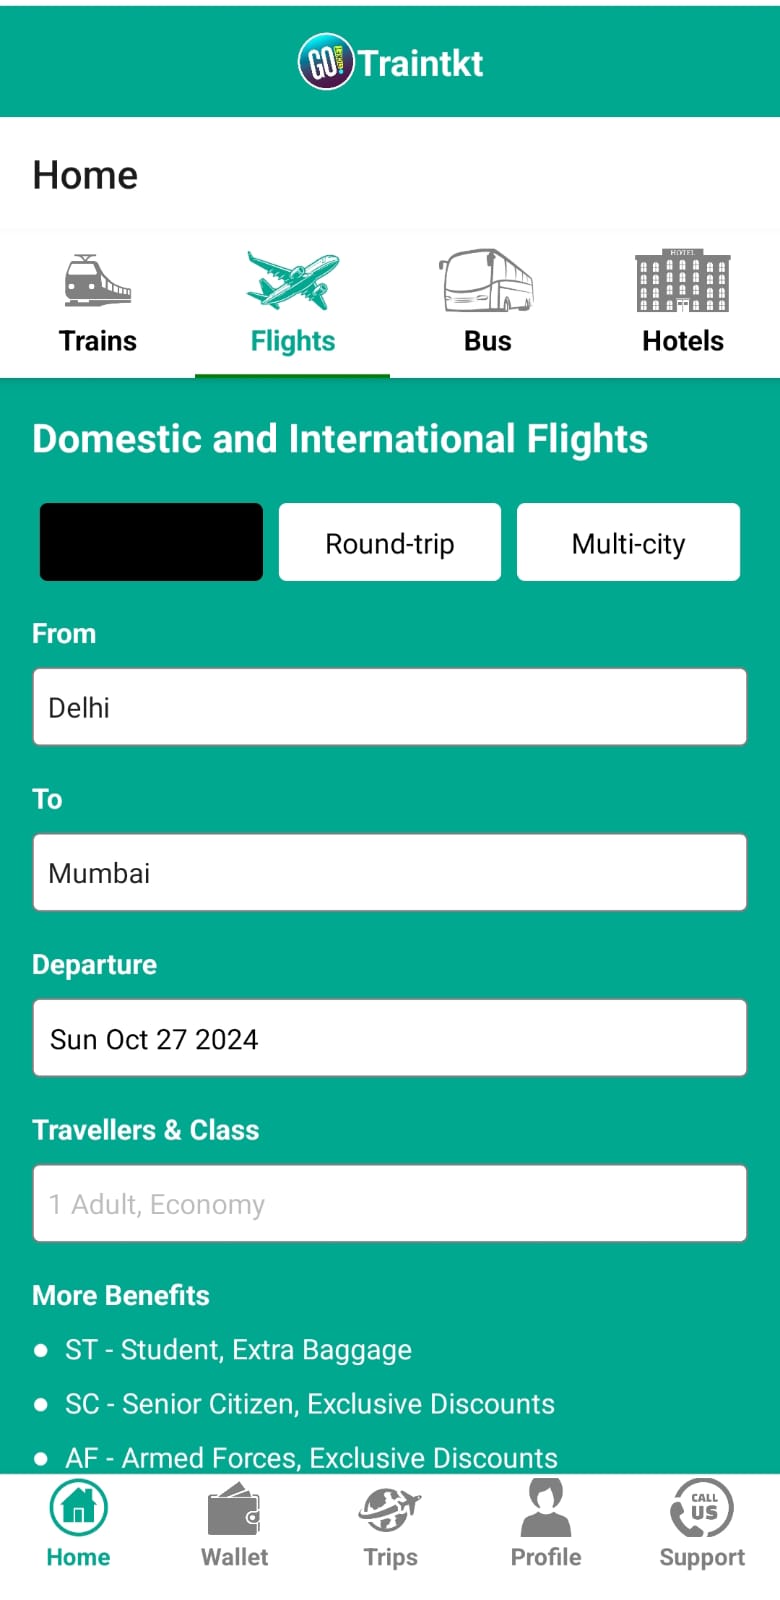 GO Traintkt
Home
HOTEL
Trains Flights Bus Hotels
Domestic and International Flights
Round-trip Multi-city
From
Delhi
To
Mumbai
Departure
Sun Oct 27 2024
Travellers & Class
1 Adult, Economy
More Benefits
● ST - Student, Extra Baggage
● SC - Senior Citizen, Exclusive Discounts
● AF - Armed Forces, Exclusive Discounts
CALL
US
Home Wallet Trips Profile Support